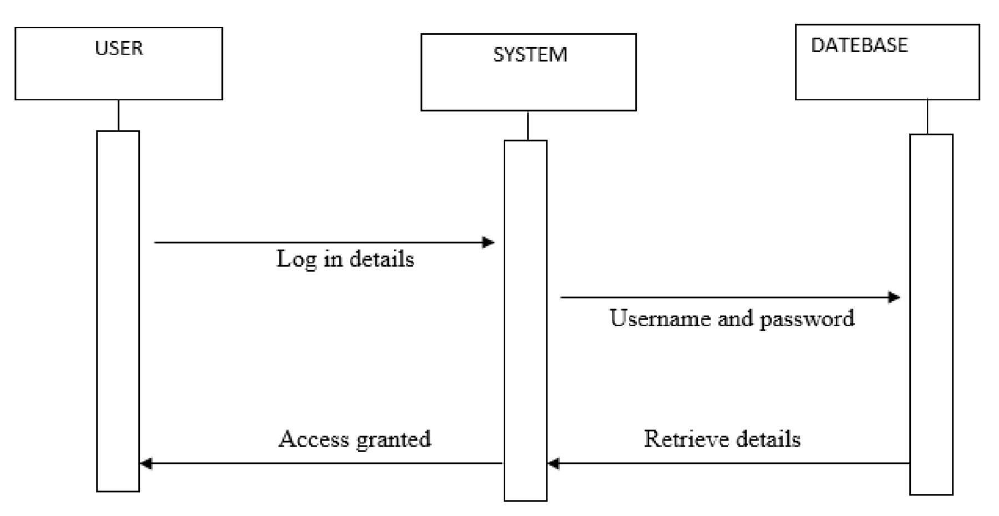 USER
SYSTEM
DATEBASE
Log in details
Username and password
Access granted
Retrieve details